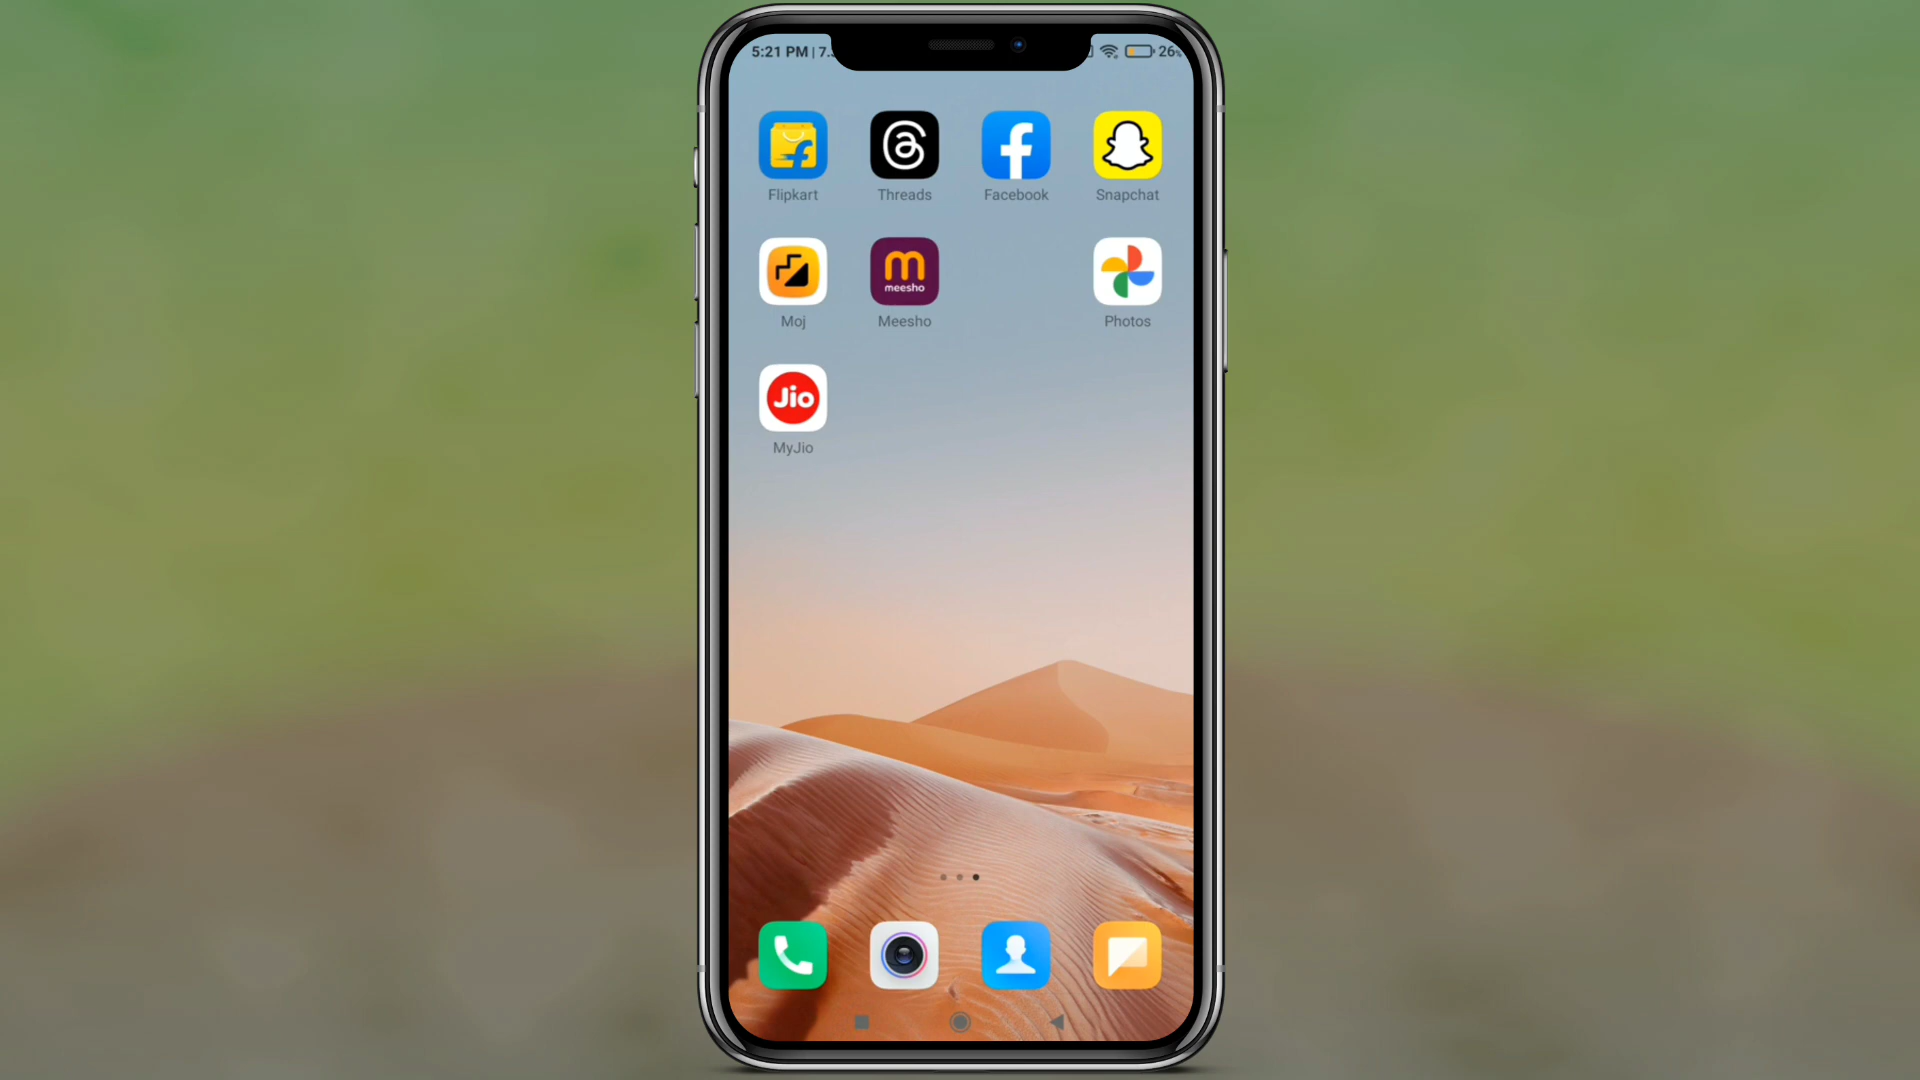 5:21 PM | 7.
26%
Flipkart Threads Facebook Snapchat
meesho
Moj Meesho Photos
Jio
MyJio